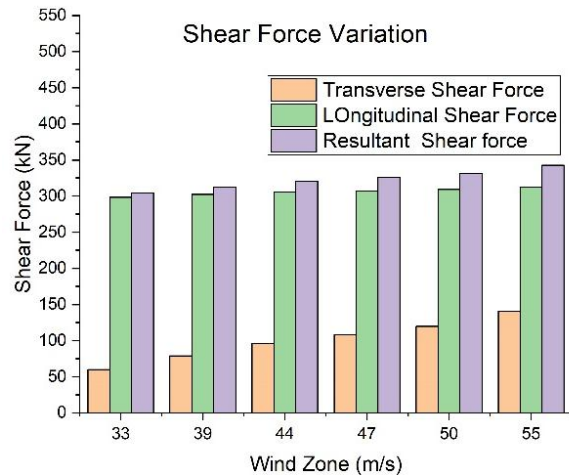 Shear Force Variation
Transverse Shear Force
LOngitudinal Shear Force
Resultant Shear force
Shear Force (kN)
550
500
450
400
350
300
250
200
150
100
50
0
33 39 44 47 50 55
Wind Zone (m/s)